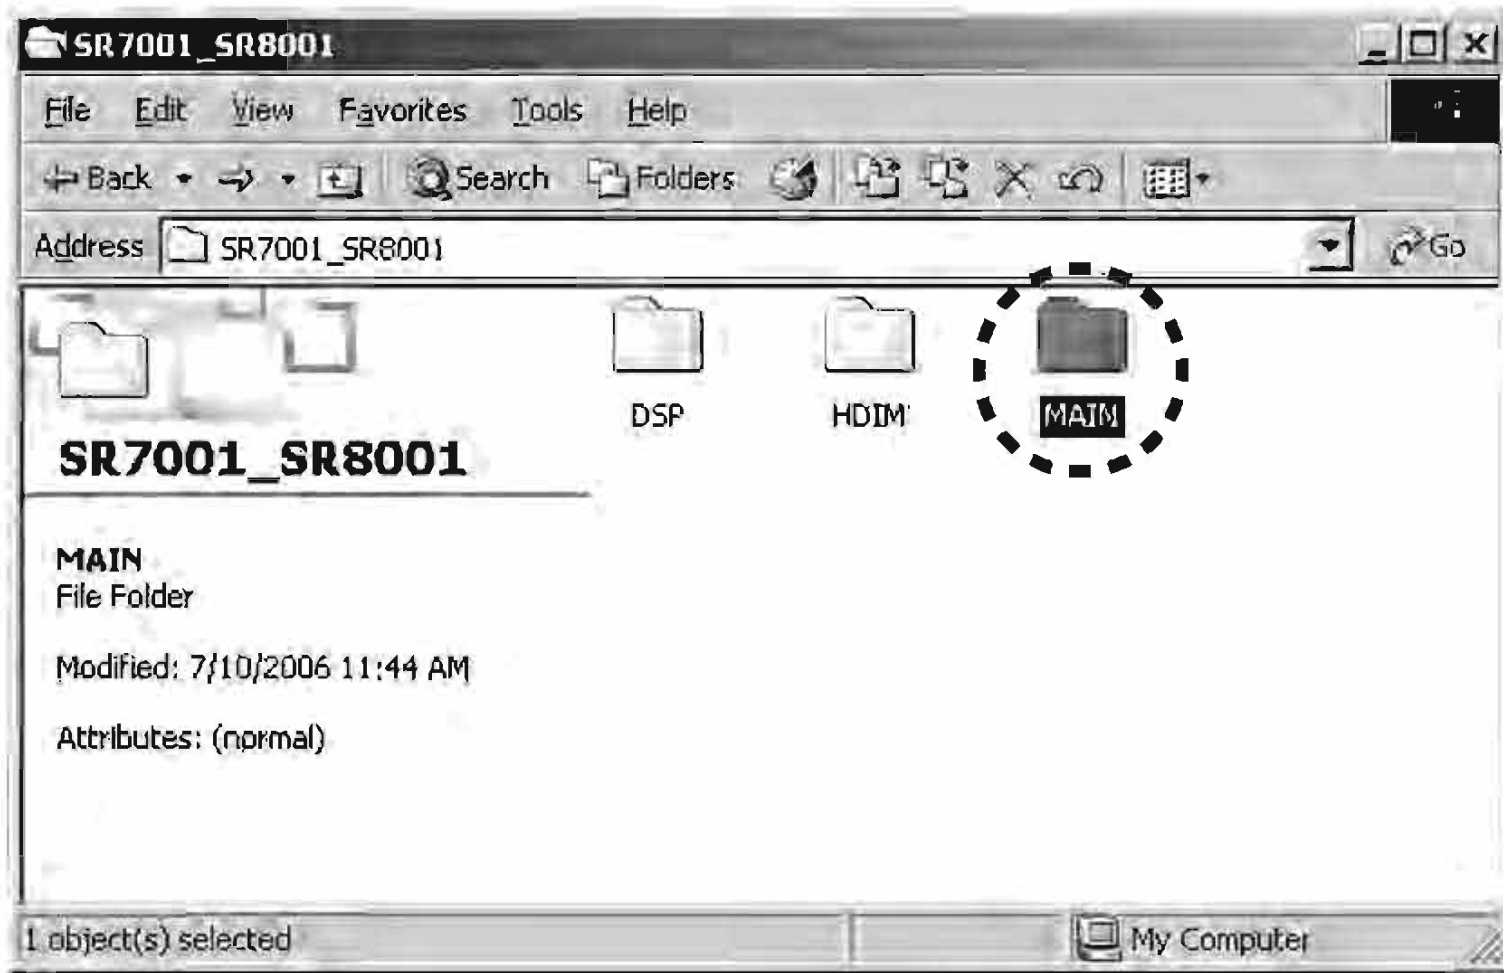 SR7001_SR8001
File Edit View Favorites Tools Help
Back Search Folders
Address SR7001_SR8001 Go
DSP HDIM MAIN
SR7001_SR8001
MAIN
File Folder
Modified: 7/10/2006 11:44 AM
Attributes: (normal)
1 object(s) selected My Computer